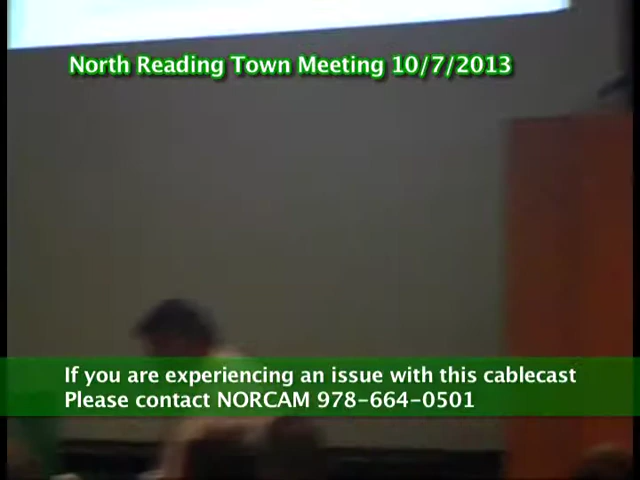 North Reading Town Meeting 10/7/2013
If you are experiencing an issue with this cablecast
Please contact NORCAM 978-664-0501